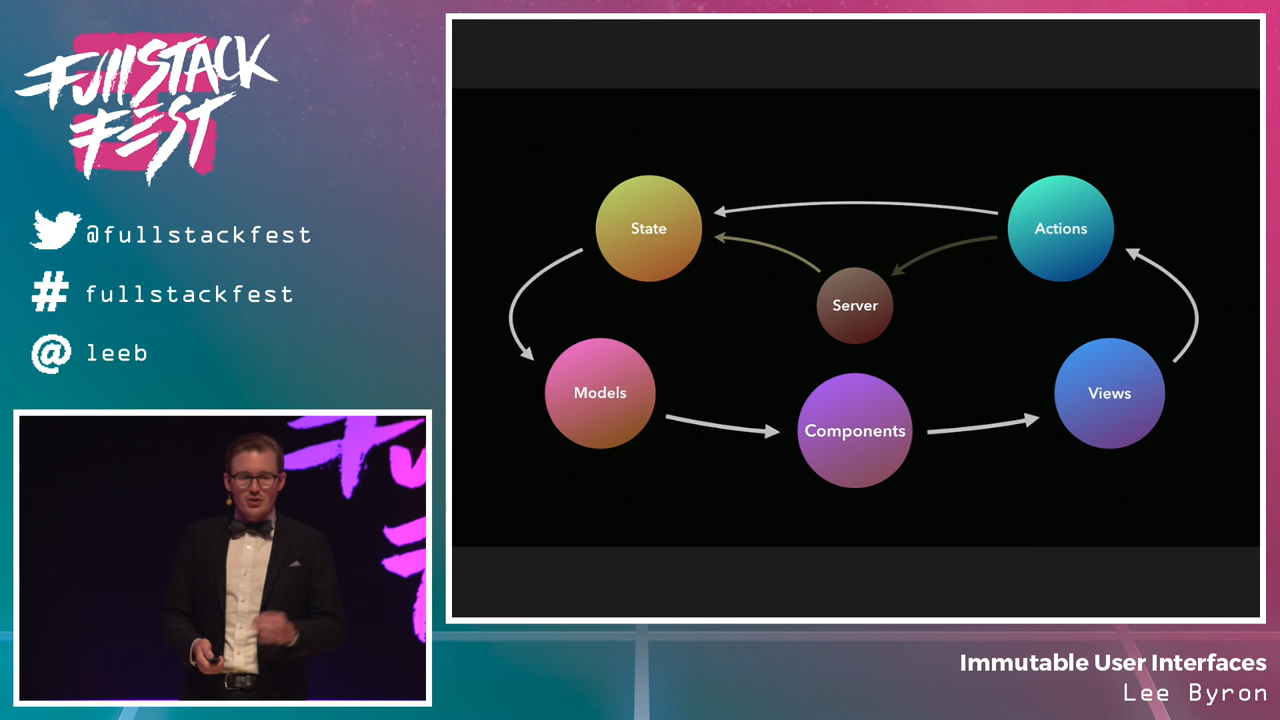 FullStack
Fest
@fullstackfest
# fullstackfest
@ leeb
State
Actions
Server
Models
Components
Views
Immutable User Interfaces
Lee Byron